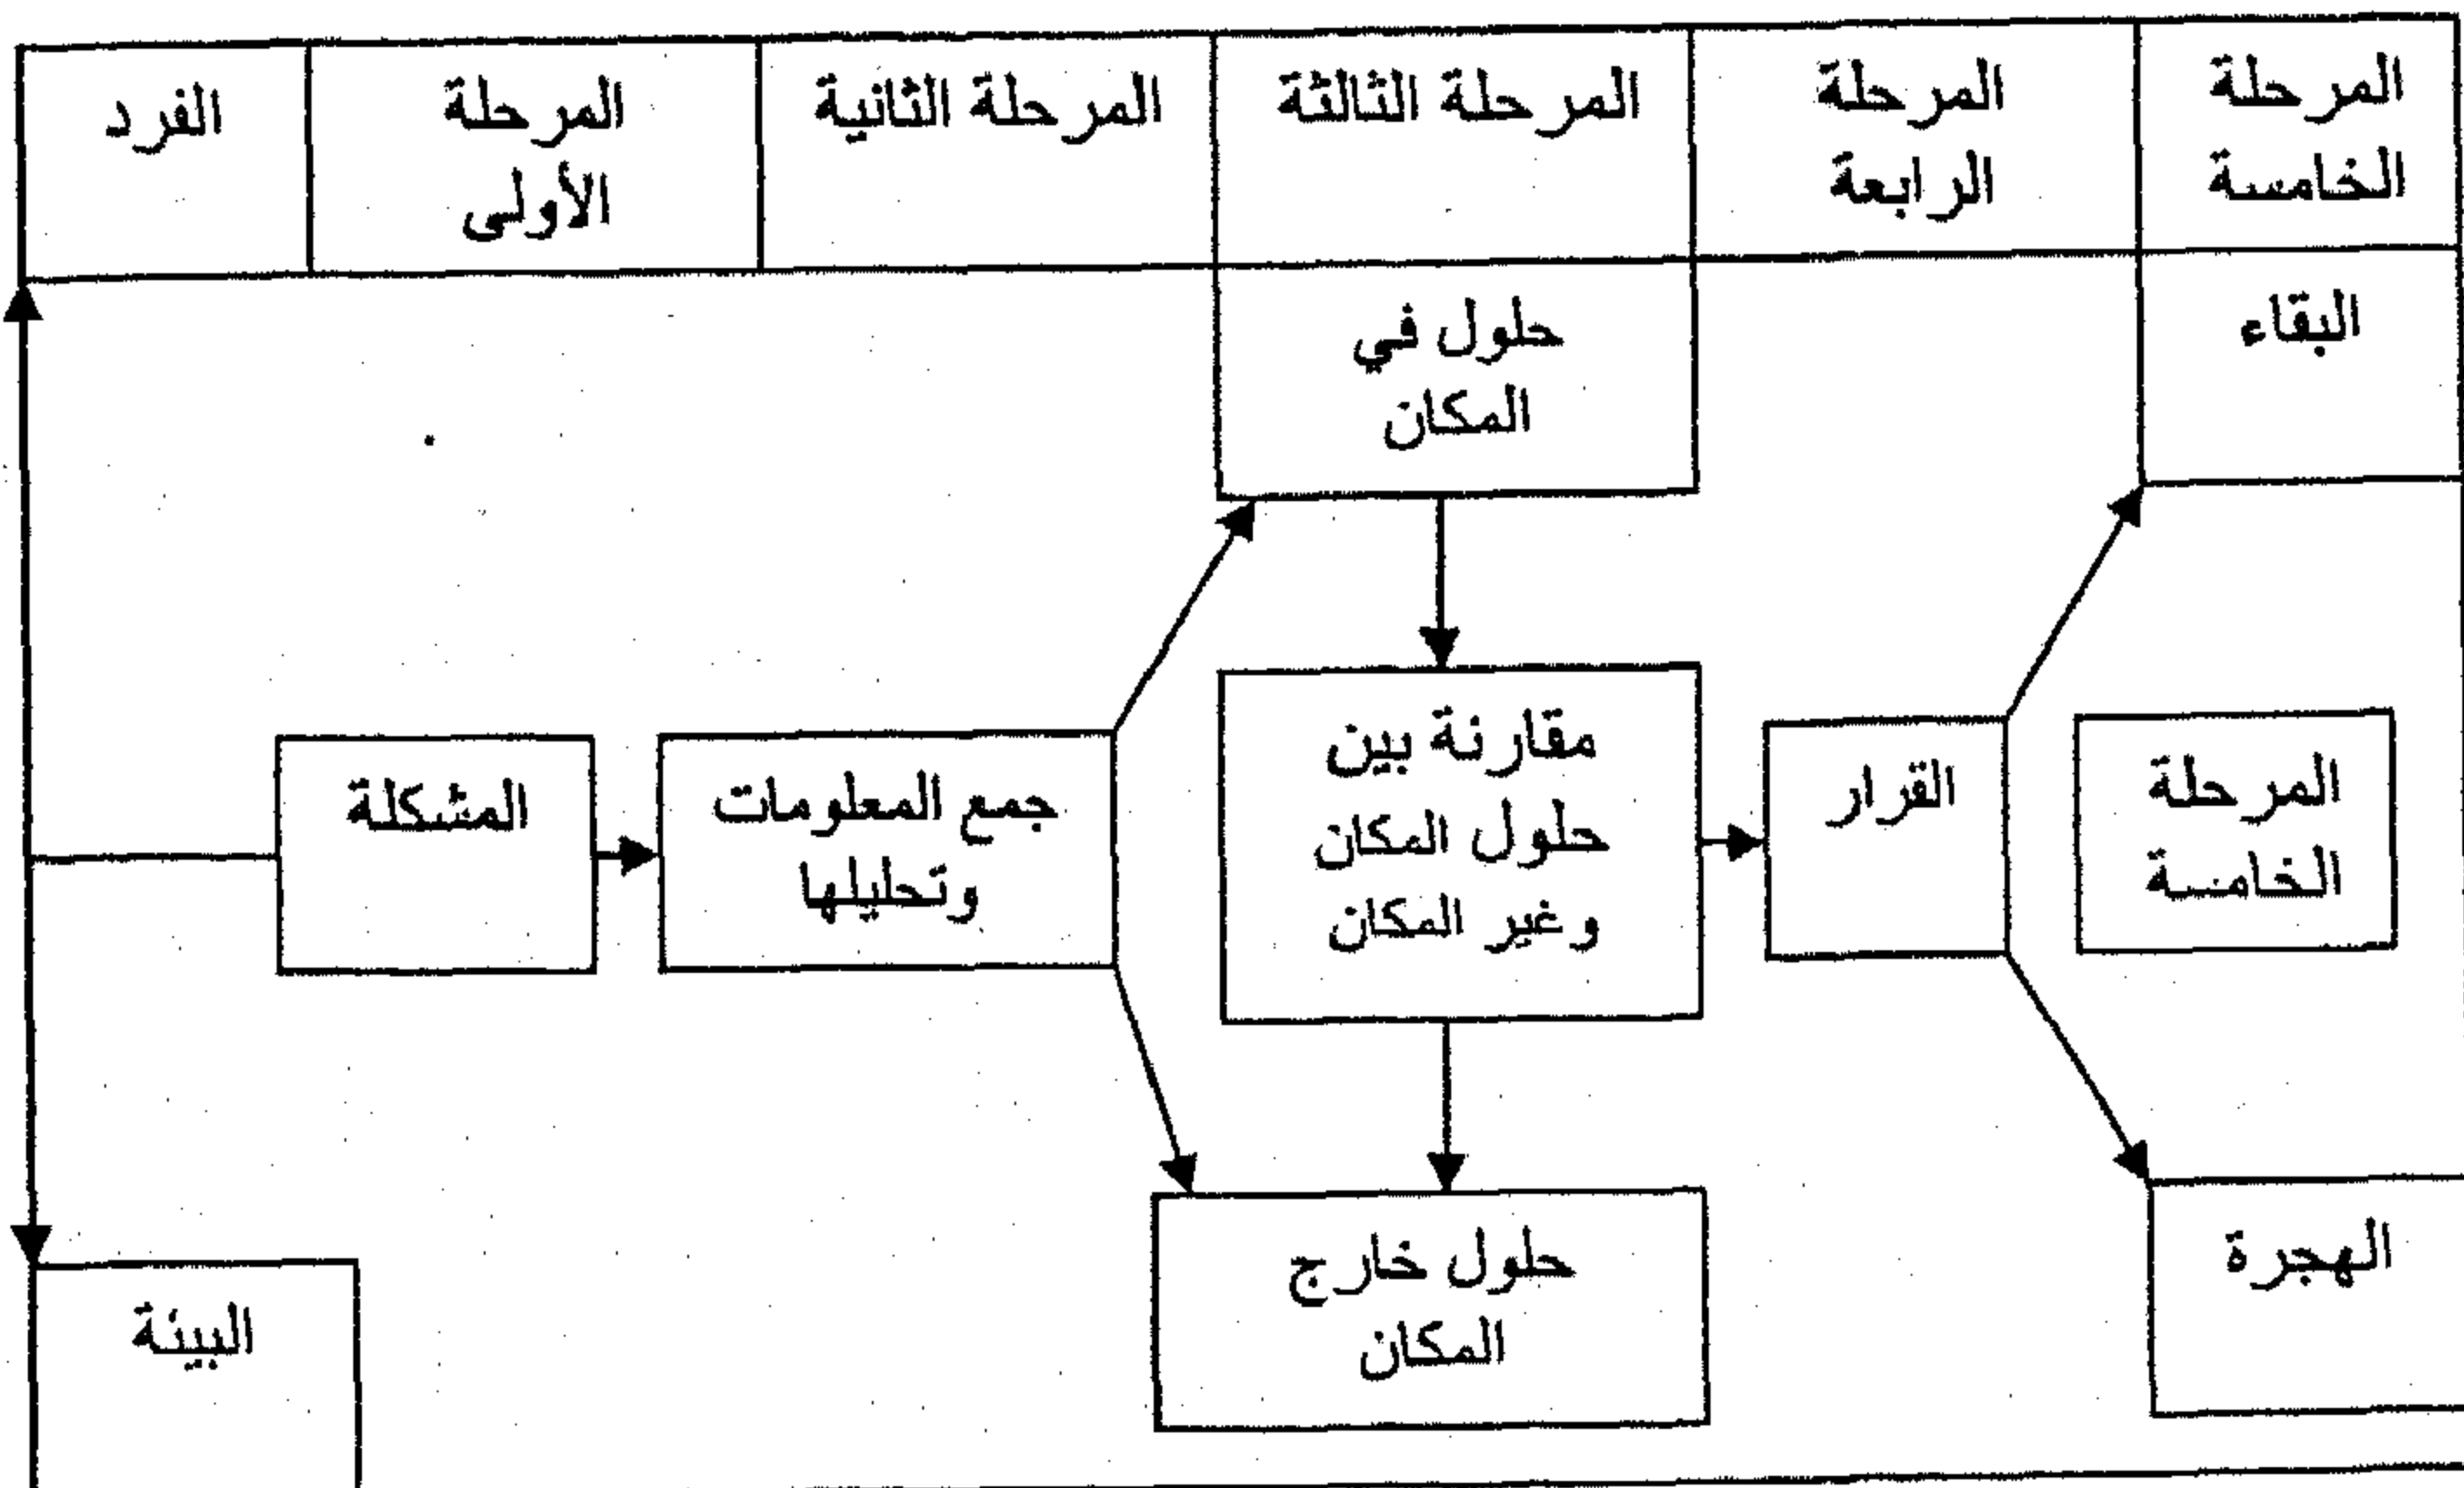 الفرد
المرحلة
الأولى
المرحلة الثانية
المرحلة الثالثة
المرحلة
الرابعة
المرحلة
الخامسة
حلول في
المكان
البقاء
المشكلة
جمع المعلومات
وتحليلها
مقارنة بين
حلول المكان
وغير المكان
القرار
المرحلة
الخامسة
حلول خارج
المكان
الهجرة
البيئة